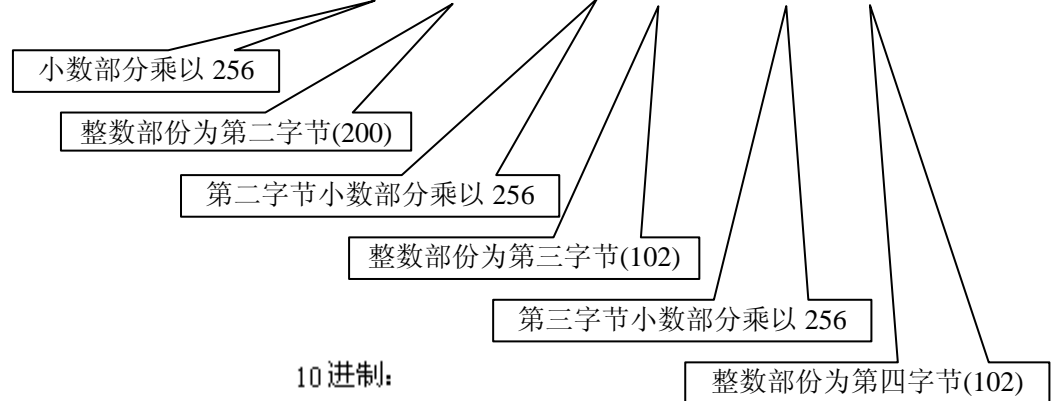 小数部分乘以 256
整数部份为第二字节(200)
第二字节小数部分乘以 256
整数部份为第三字节(102)
第三字节小数部分乘以 256
10进制:
整数部份为第四字节(102)